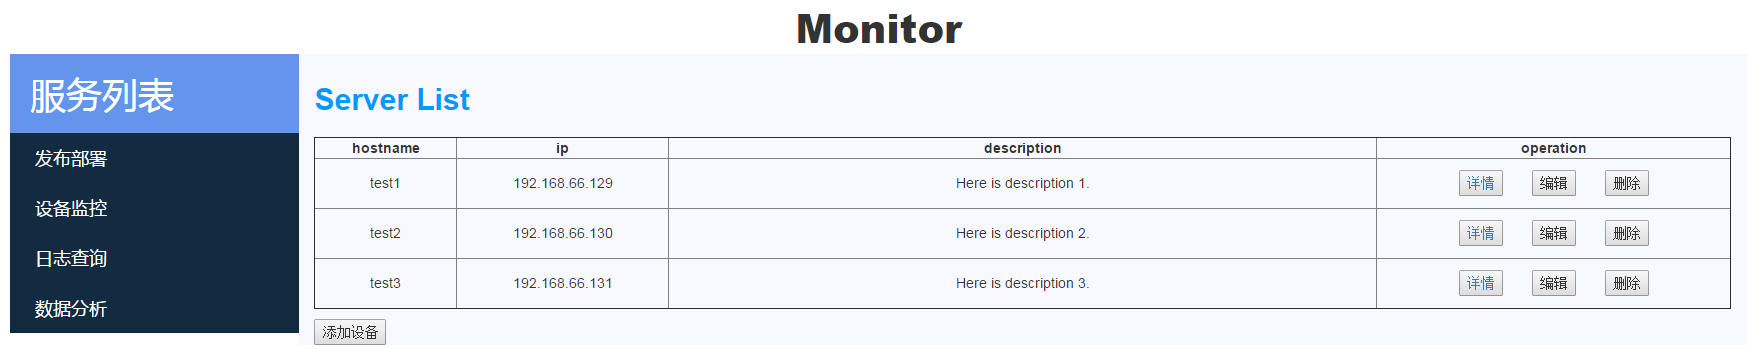 Monitor
服务列表
发布部署
设备监控
日志查询
数据分析
Server List
hostname ip description operation
test1 192.168.66.129 Here is description 1. 详情 编辑 删除
test2 192.168.66.130 Here is description 2. 详情 编辑 删除
test3 192.168.66.131 Here is description 3. 详情 编辑 删除
添加设备